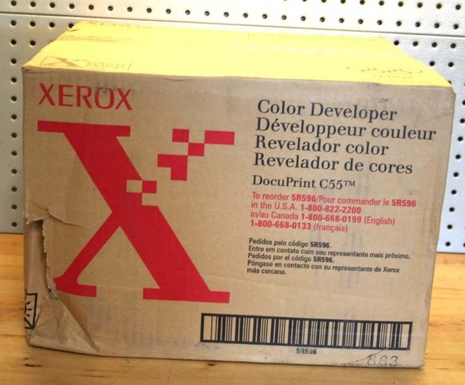 XEROX
Color Developer
Développeur couleur
Revelador color
Revelador de cores
DocuPrint C55™
To reorder 5R596/Pour commander le 5R596
in the U.S.A. 1-800-822-2200
in/au Canada 1-800-668-0199 (English)
1-800-668-0133 (français)
Pedidos pelo código 5R596.
Entre em contato com seu representante mais próximo.
Pedidos por el código 5R596.
Póngase en contacto con su representante de Xerox
más cercano.
5R596
863